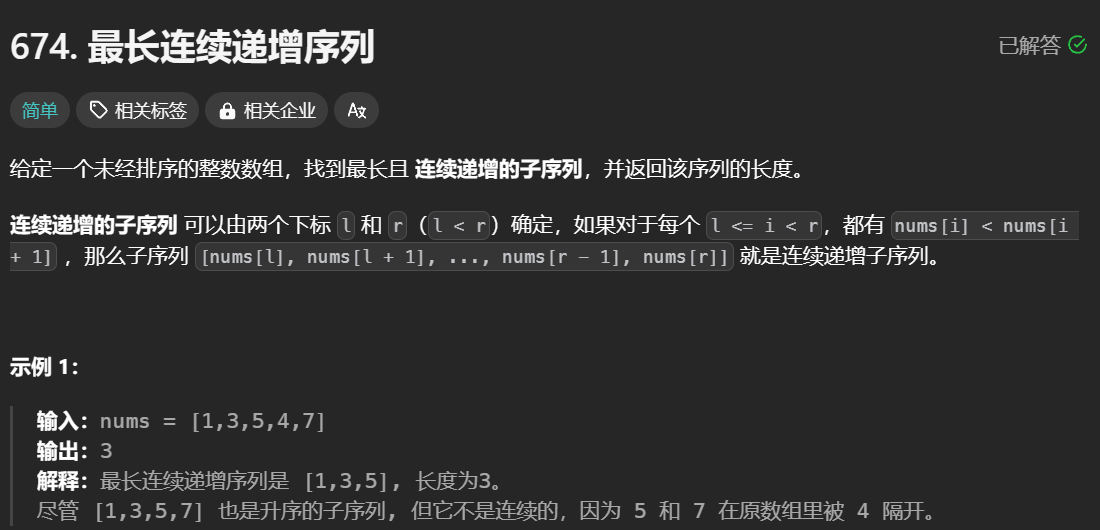 674. 最长连续递增序列
已解答
简单 相关标签 相关企业
给定一个未经排序的整数数组，找到最长且 连续递增的子序列，并返回该序列的长度。
连续递增的子序列 可以由两个下标 l 和 r（l < r）确定，如果对于每个 l <= i < r，都有 nums[i] < nums[i
+ 1] ，那么子序列 [nums[l], nums[l + 1], ..., nums[r - 1], nums[r]] 就是连续递增子序列。
示例 1：
输入：nums = [1,3,5,4,7]
输出：3
解释：最长连续递增序列是 [1,3,5], 长度为3。
尽管 [1,3,5,7] 也是升序的子序列, 但它不是连续的，因为 5 和 7 在原数组里被 4 隔开。